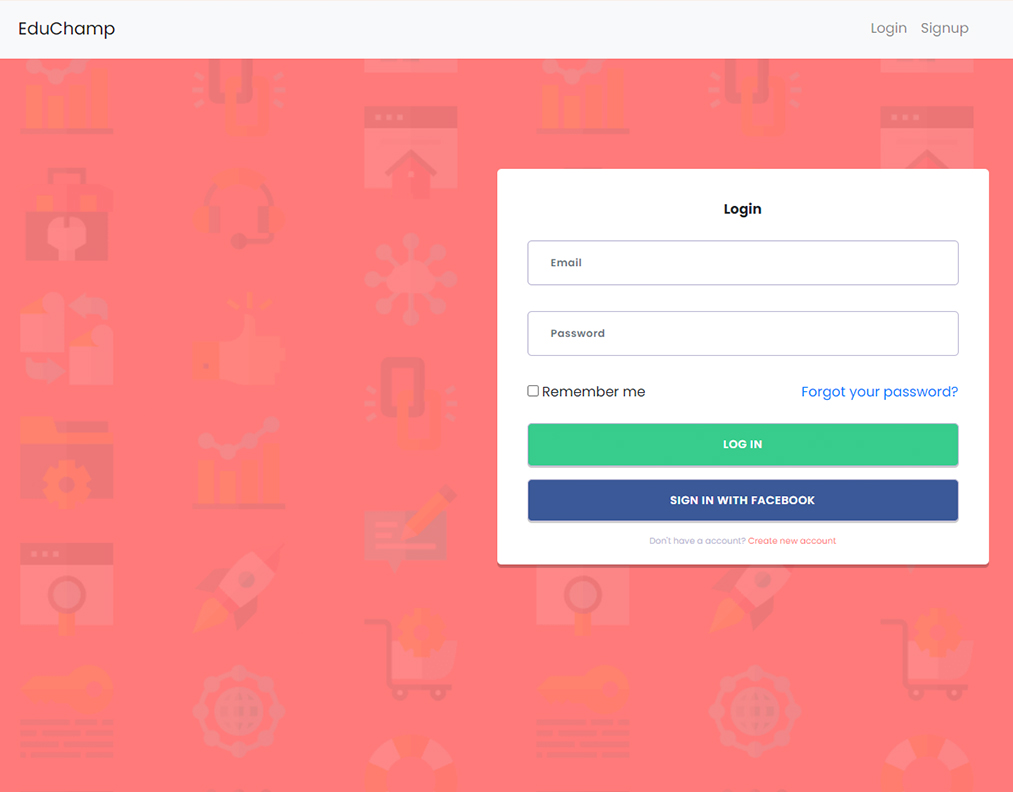 EduChamp
Login Signup
Login
Email
Password
Remember me Forgot your password?
LOG IN
SIGN IN WITH FACEBOOK
Don't have a account? Create new account